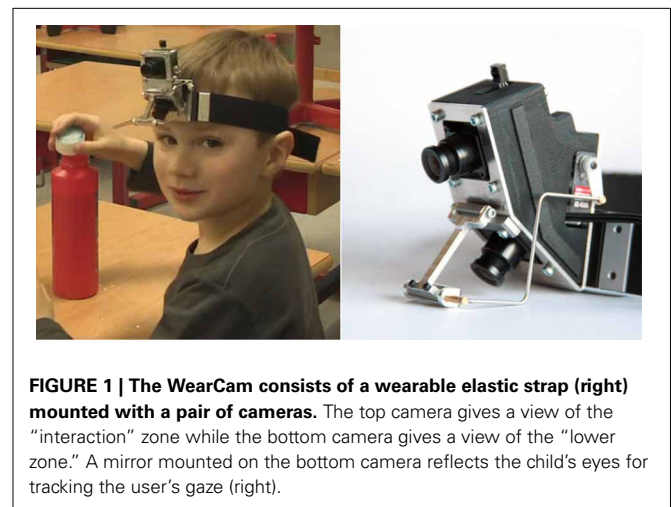 FIGURE 1 | The WearCam consists of a wearable elastic strap (right)
mounted with a pair of cameras. The top camera gives a view of the
“interaction” zone while the bottom camera gives a view of the “lower
zone.” A mirror mounted on the bottom camera reflects the child’s eyes for
tracking the user’s gaze (right).